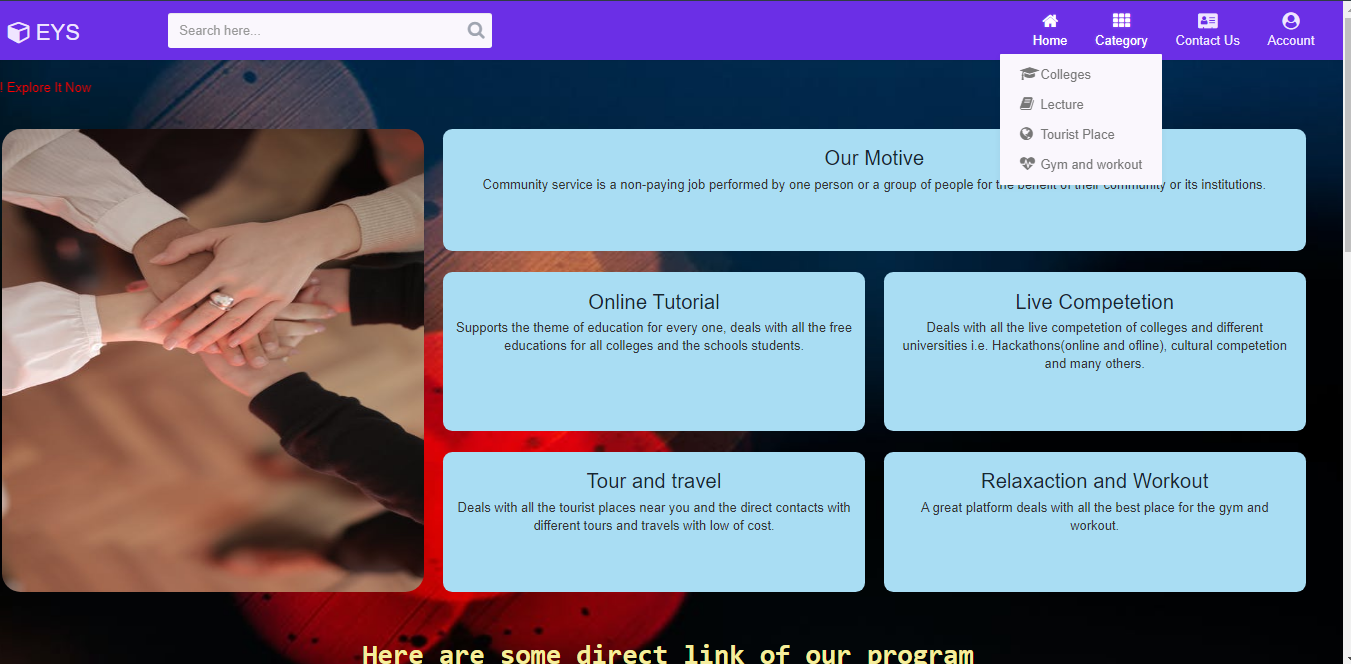 EYS
Search here...
Home
Category
Contact Us
Account
Colleges
Lecture
Tourist Place
Gym and workout
! Explore It Now
Our Motive
Community service is a non-paying job performed by one person or a group of people for the benefit of their community or its institutions.
Online Tutorial
Supports the theme of education for every one, deals with all the free
educations for all colleges and the schools students.
Live Competetion
Deals with all the live competetion of colleges and different
universities i.e. Hackathons(online and ofline), cultural competetion
and many others.
Tour and travel
Deals with all the tourist places near you and the direct contacts with
different tours and travels with low of cost.
Relaxaction and Workout
A great platform deals with all the best place for the gym and
workout.
Here are some direct link of our program